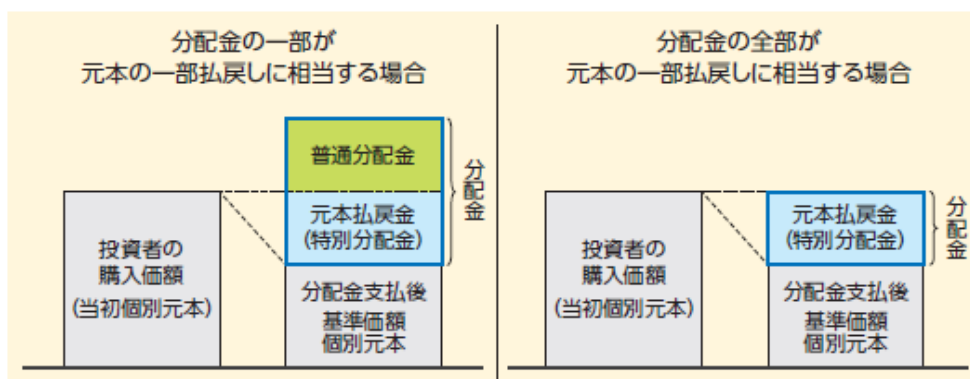 分配金の一部が
元本の一部払戻しに相当する場合
普通分配金
元本払戻金
(特別分配金)
分配金
投資者の
購入価額
(当初個別元本)
分配金支払後
基準価額
個別元本
分配金の全部が
元本の一部払戻しに相当する場合
元本払戻金
(特別分配金)
分配金
投資者の
購入価額
(当初個別元本)
分配金支払後
基準価額
個別元本